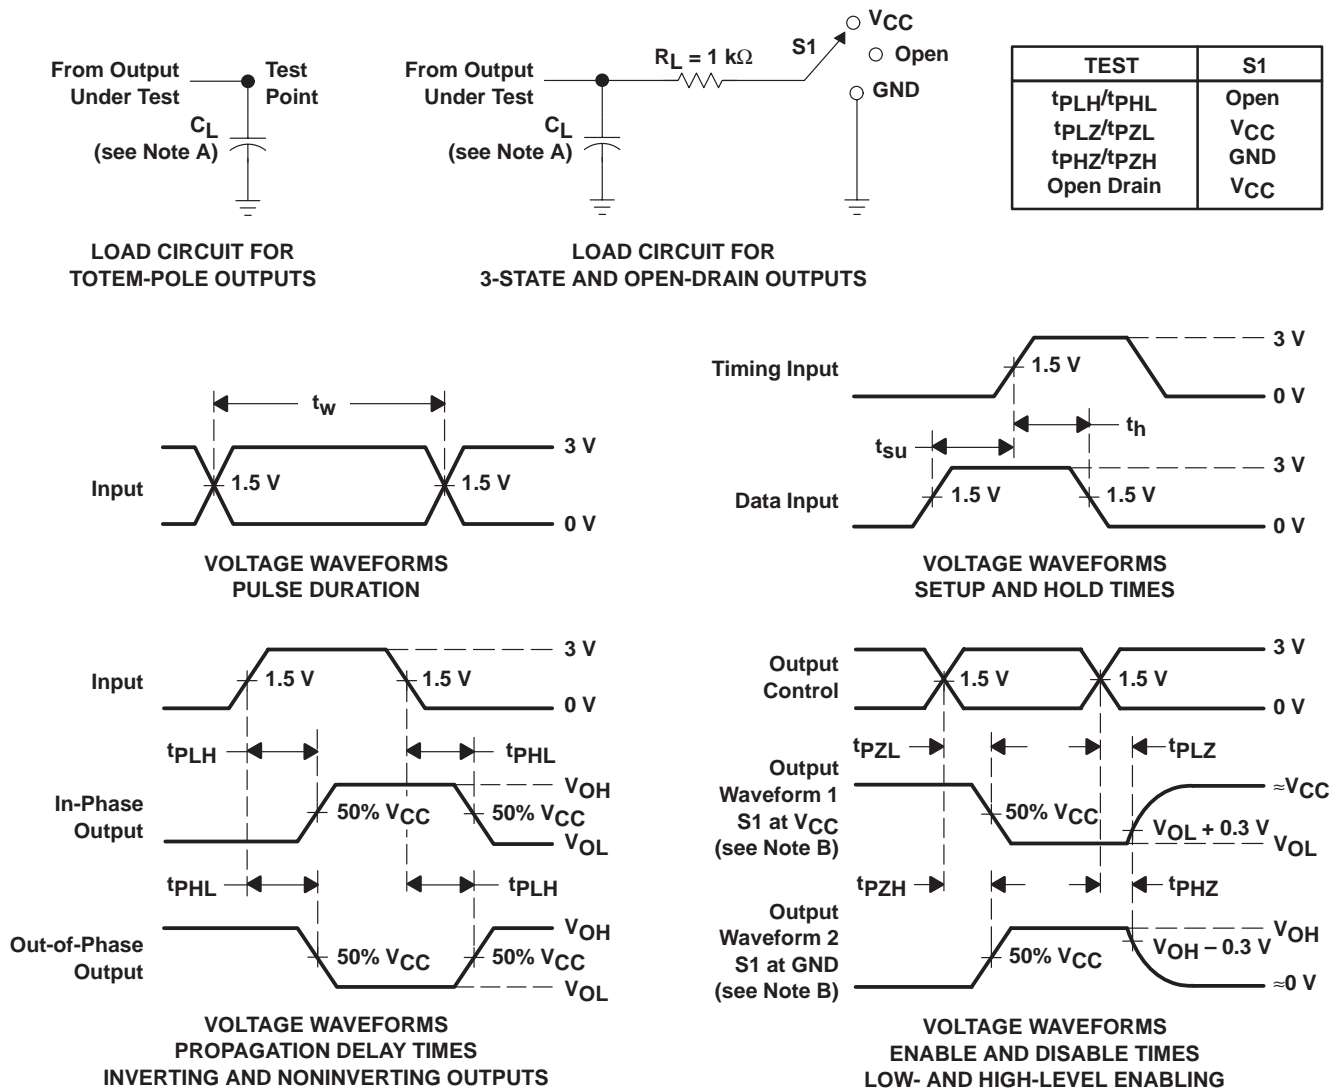 From Output
Under Test
Test
Point
CL
(see Note A)
LOAD CIRCUIT FOR
TOTEM-POLE OUTPUTS
From Output
Under Test
CL
(see Note A)
RL = 1 kΩ
S1
VCC
Open
GND
LOAD CIRCUIT FOR
3-STATE AND OPEN-DRAIN OUTPUTS
TEST S1
tPLH/tPHL Open
tPLZ/tPZL VCC
tPHZ/tPZH GND
Open Drain VCC
tw
Input
1.5 V
1.5 V
3 V
0 V
VOLTAGE WAVEFORMS
PULSE DURATION
Timing Input
1.5 V
3 V
0 V
tsu
th
Data Input
1.5 V
1.5 V
3 V
0 V
VOLTAGE WAVEFORMS
SETUP AND HOLD TIMES
Input
1.5 V
1.5 V
3 V
0 V
tPLH
tPHL
In-Phase
Output
50% VCC
50% VCC
VOH
VOL
tPHL
tPLH
Out-of-Phase
Output
50% VCC
50% VCC
VOH
VOL
VOLTAGE WAVEFORMS
PROPAGATION DELAY TIMES
INVERTING AND NONINVERTING OUTPUTS
Output
Control
1.5 V
1.5 V
3 V
0 V
tPZL
tPLZ
Output
Waveform 1
S1 at VCC
(see Note B)
50% VCC
VOL + 0.3 V
≈VCC
VOL
tPZH
tPHZ
Output
Waveform 2
S1 at GND
(see Note B)
50% VCC
VOH − 0.3 V
VOH
≈0 V
VOLTAGE WAVEFORMS
ENABLE AND DISABLE TIMES
LOW- AND HIGH-LEVEL ENABLING